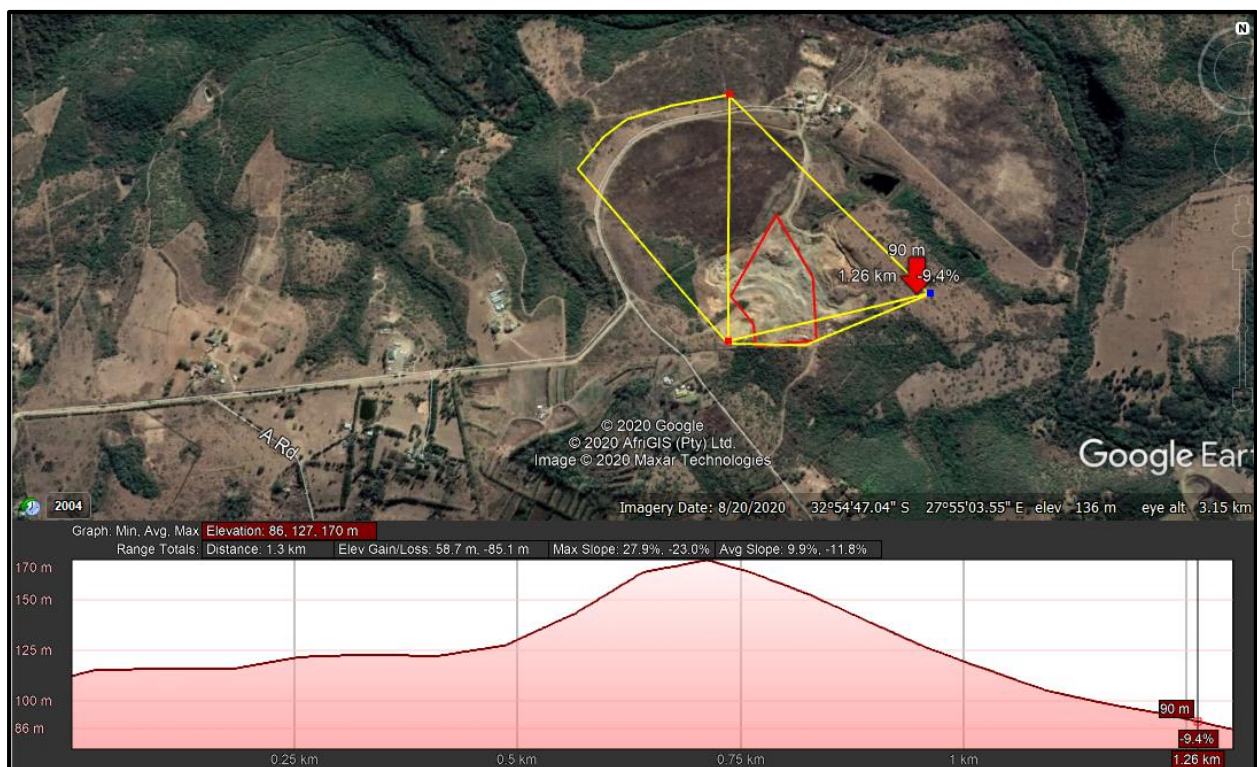 N
90 m
1.26 km -9.4%
A Rd
© 2020 Google
© 2020 AfriGIS (Pty) Ltd.
Image © 2020 Maxar Technologies
Google Eart
2004
Imagery Date: 8/20/2020 32°54'47.04" S 27°55'03.55" E elev 136 m eye alt 3.15 km
Graph: Min, Avg, Max Elevation: 86, 127, 170 m
Range Totals: Distance: 1.3 km Elev Gain/Loss: 58.7 m, -85.1 m Max Slope: 27.9%, -23.0% Avg Slope: 9.9%, -11.8%
170 m
150 m
125 m
100 m
86 m
90 m
-9.4%
0.25 km 0.5 km 0.75 km 1 km 1.26 km